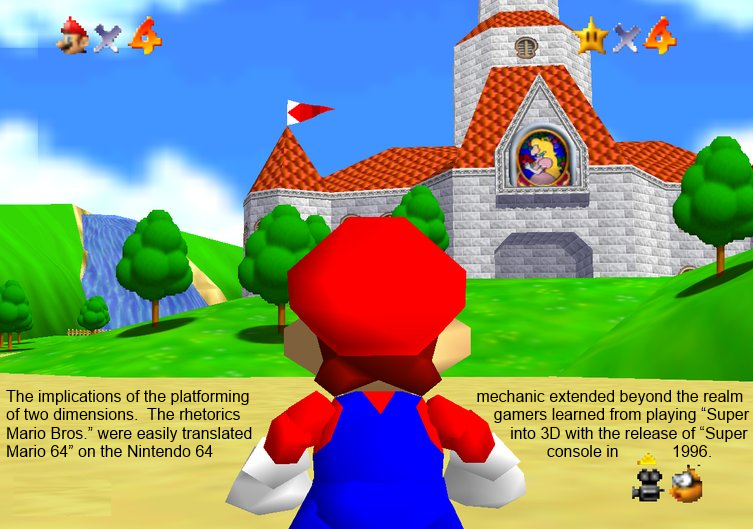 4 4
The implications of the platforming mechanic extended beyond the realm
of two dimensions.  The rhetorics gamers learned from playing “Super
Mario Bros.” were easily translated into 3D with the release of “Super
Mario 64” on the Nintendo 64 console in 1996.